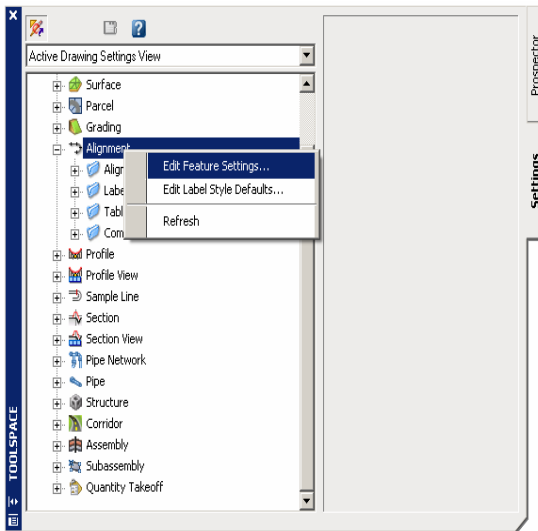 Active Drawing Settings View
Surface
Parcel
Grading
Alignment
Edit Feature Settings...
Edit Label Style Defaults...
Refresh
Profile
Profile View
Sample Line
Section
Section View
Pipe Network
Pipe
Structure
Corridor
Assembly
Subassembly
Quantity Takeoff
TOOLSPACE
Prospector
Settings